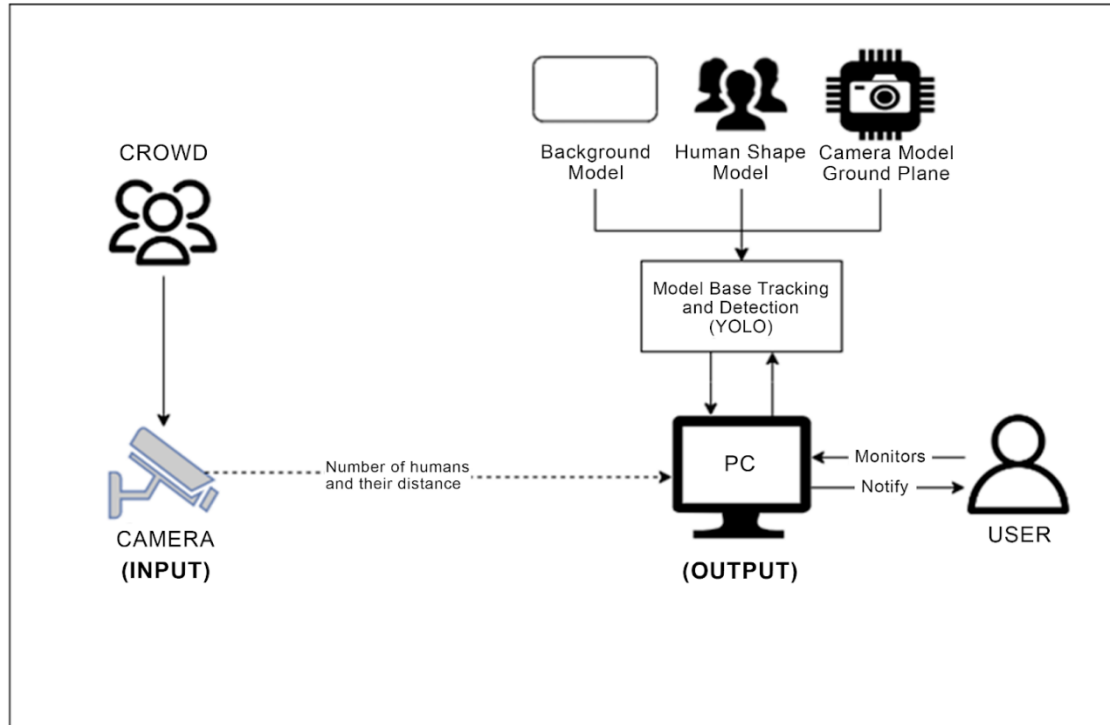 CROWD
Background
Model
Human Shape
Model
Camera Model
Ground Plane
Model Base Tracking
and Detection
(YOLO)
Number of humans
and their distance
PC
Monitors
Notify
CAMERA
(INPUT)
(OUTPUT)
USER